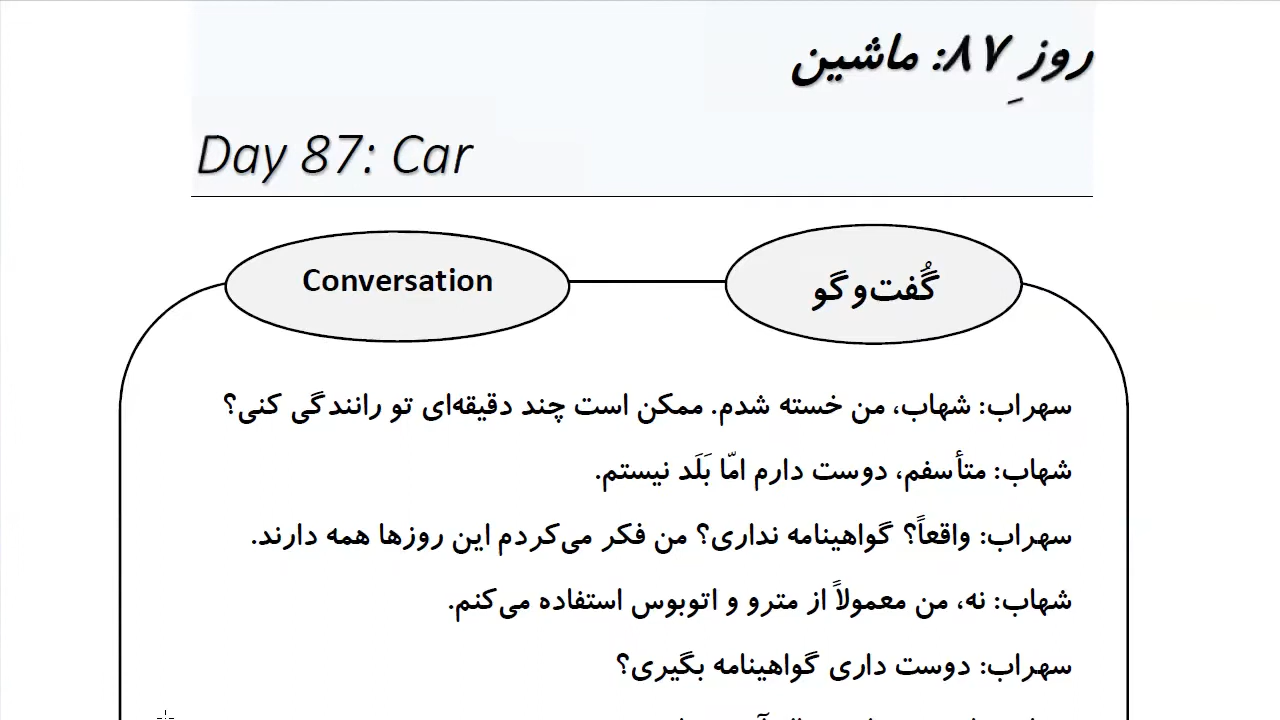 روزِ ۸۷: ماشین
Day 87: Car
Conversation
گُفت‌وگو
سهراب: شهاب، من خسته شدم. ممکن است چند دقیقه‌ای تو رانندگی کنی؟
شهاب: متأسفم، دوست دارم امّا بَلَد نیستم.
سهراب: واقعاً؟ گواهینامه نداری؟ من فکر می‌کردم این روزها همه دارند.
شهاب: نه، من معمولاً از مترو و اتوبوس استفاده می‌کنم.
سهراب: دوست داری گواهینامه بگیری؟